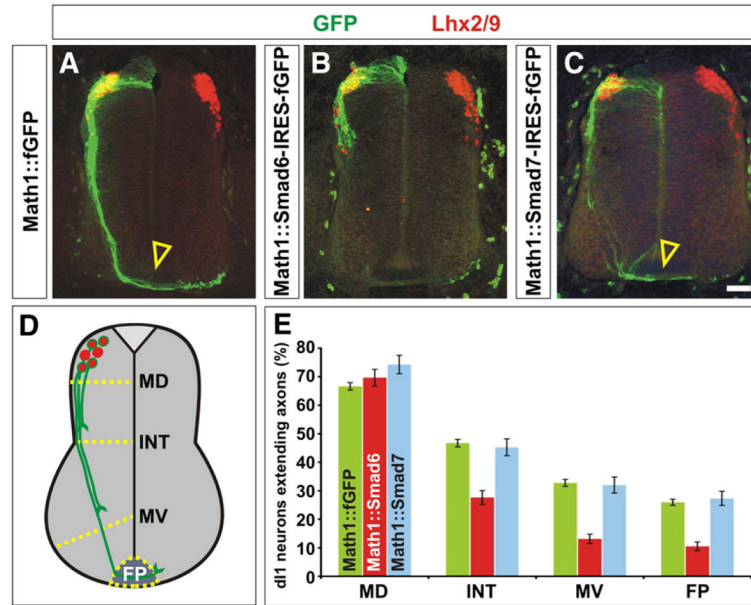 GFP Lhx2/9
Math1::fGFP
A
Math1::Smad6-IRES-fGFP
B
Math1::Smad7-IRES-fGFP
C
D
MD
INT
MV
FP
E
dI1 neurons extending axons (%)
80
70
60
50
40
30
20
10
0
Math1::fGFP
Math1::Smad6
Math1::Smad7
MD INT MV FP